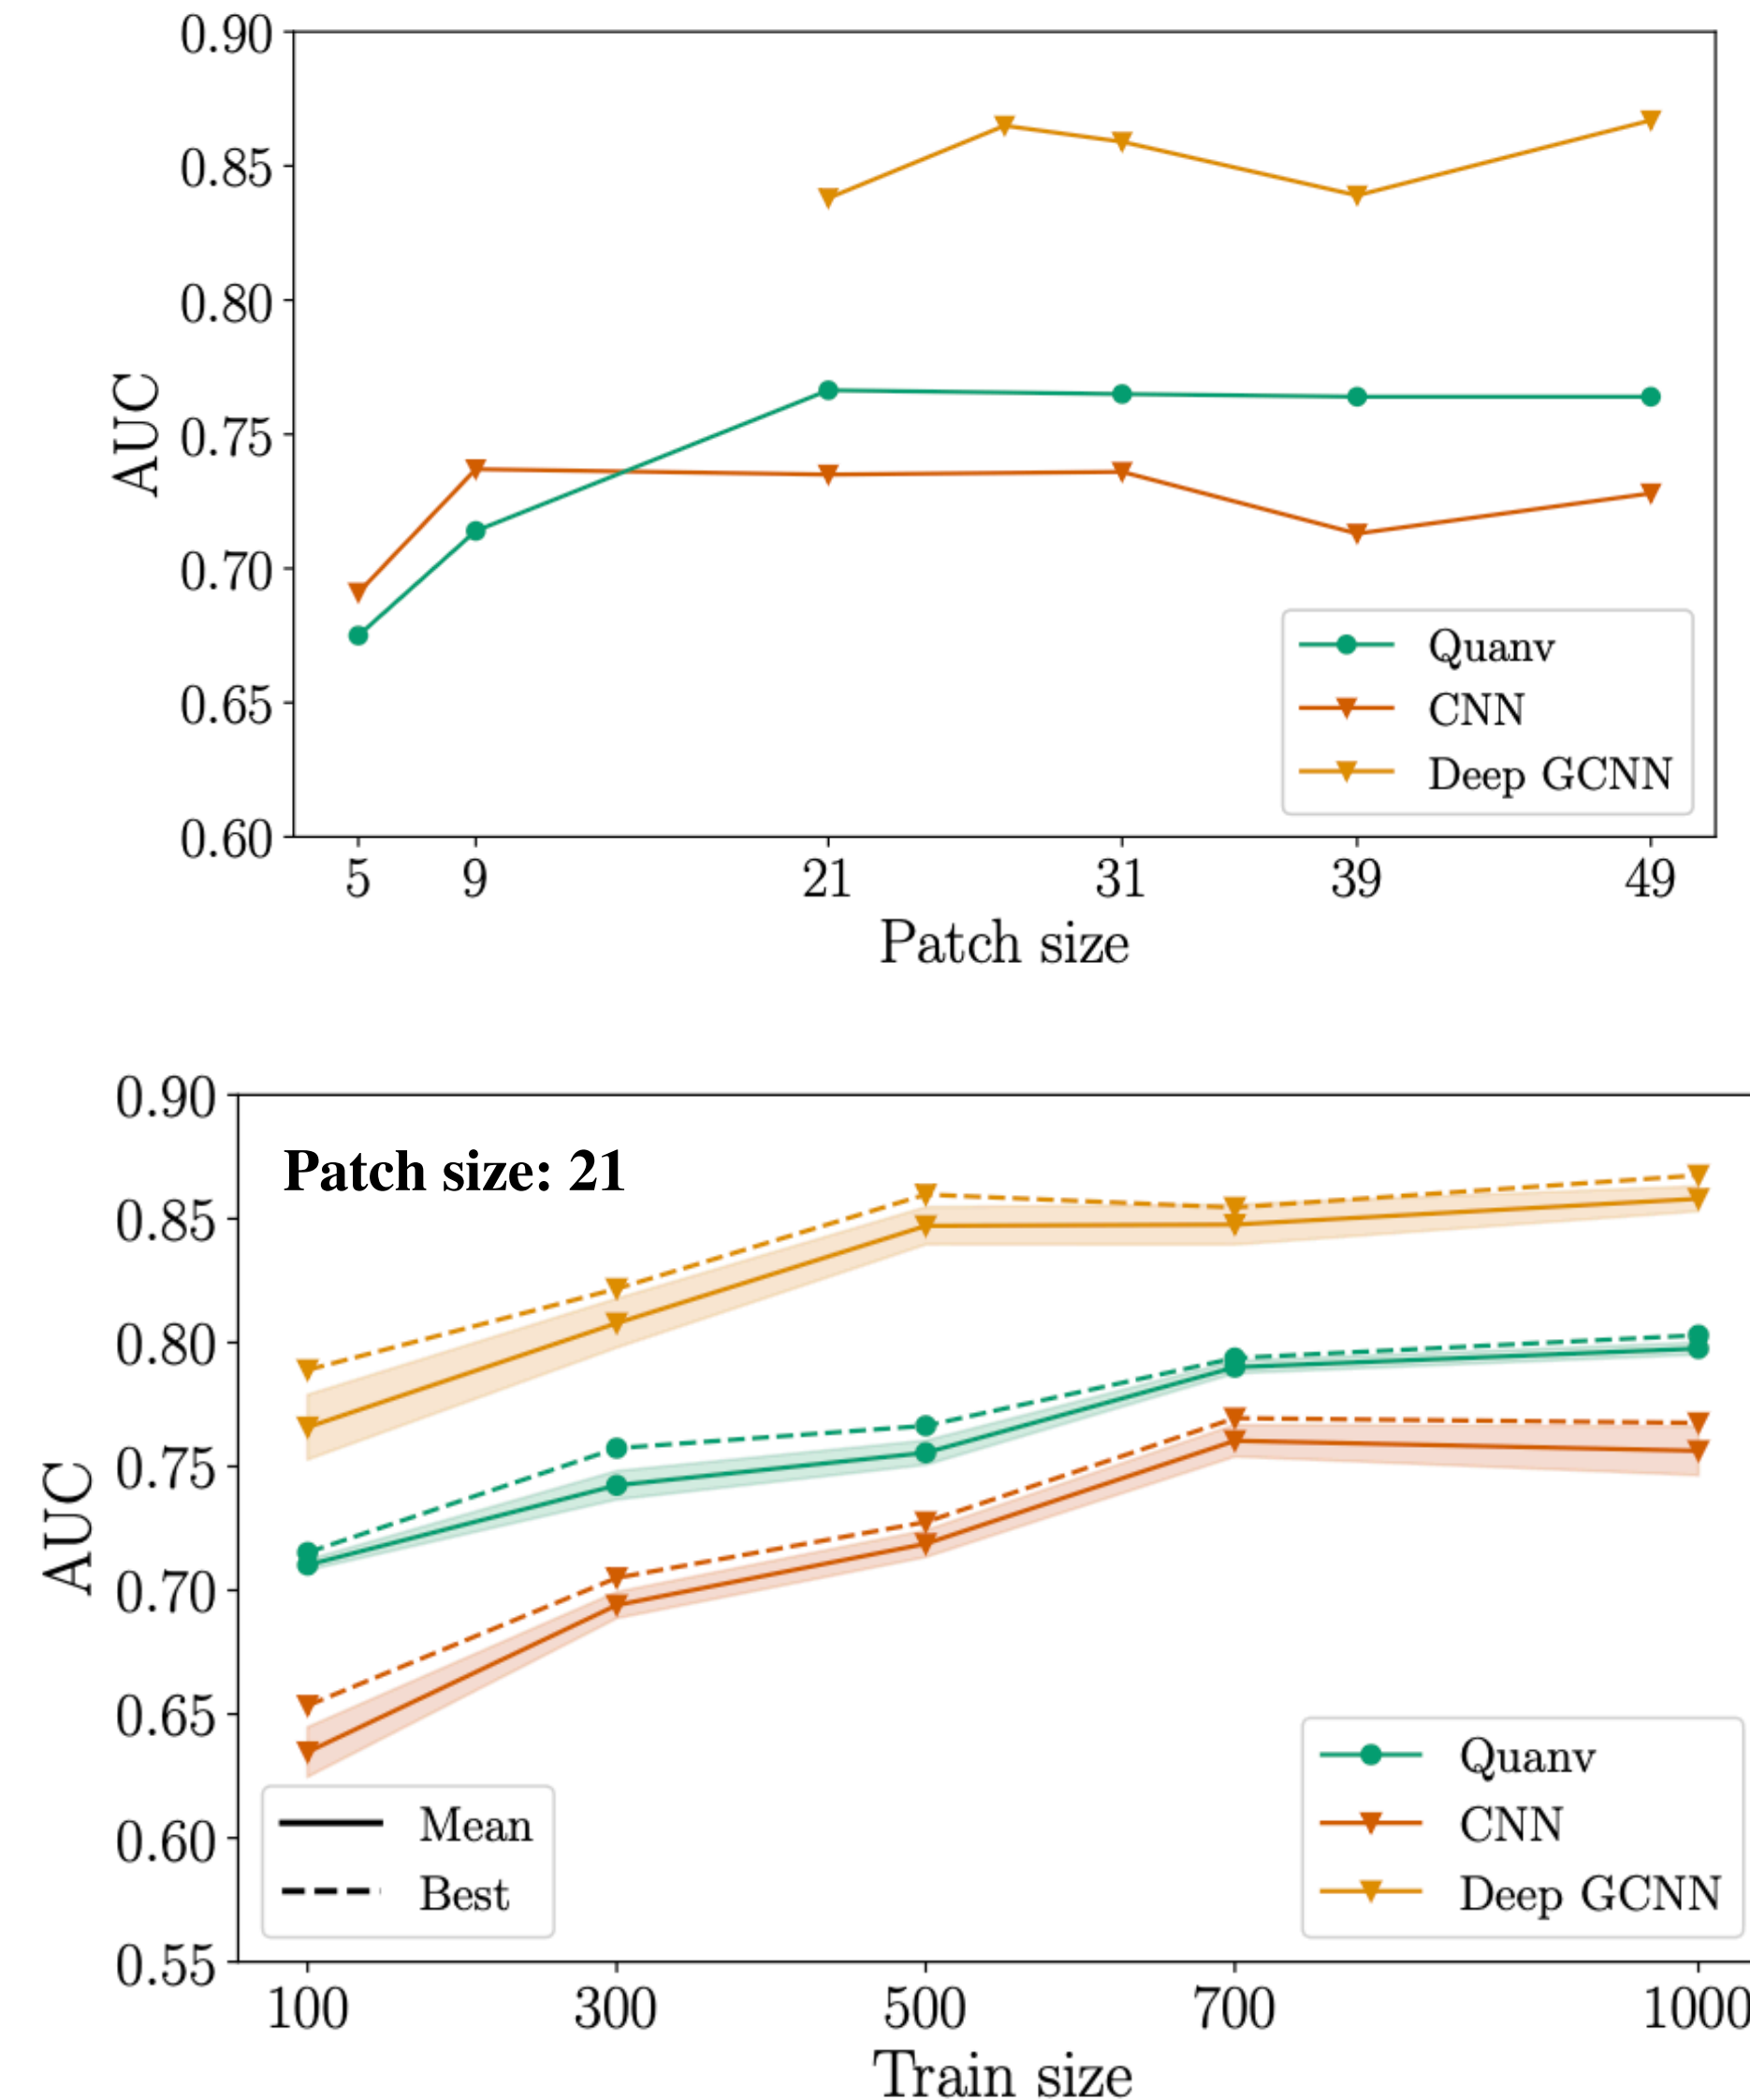 0.90
0.85
0.80
0.75
0.70
0.65
0.60
AUC
5 9 21 31 39 49
Patch size
Quanv
CNN
Deep GCNN
Patch size: 21
0.90
0.85
0.80
0.75
0.70
0.65
0.60
0.55
AUC
Mean
Best
Quanv
CNN
Deep GCNN
100 300 500 700 1000
Train size